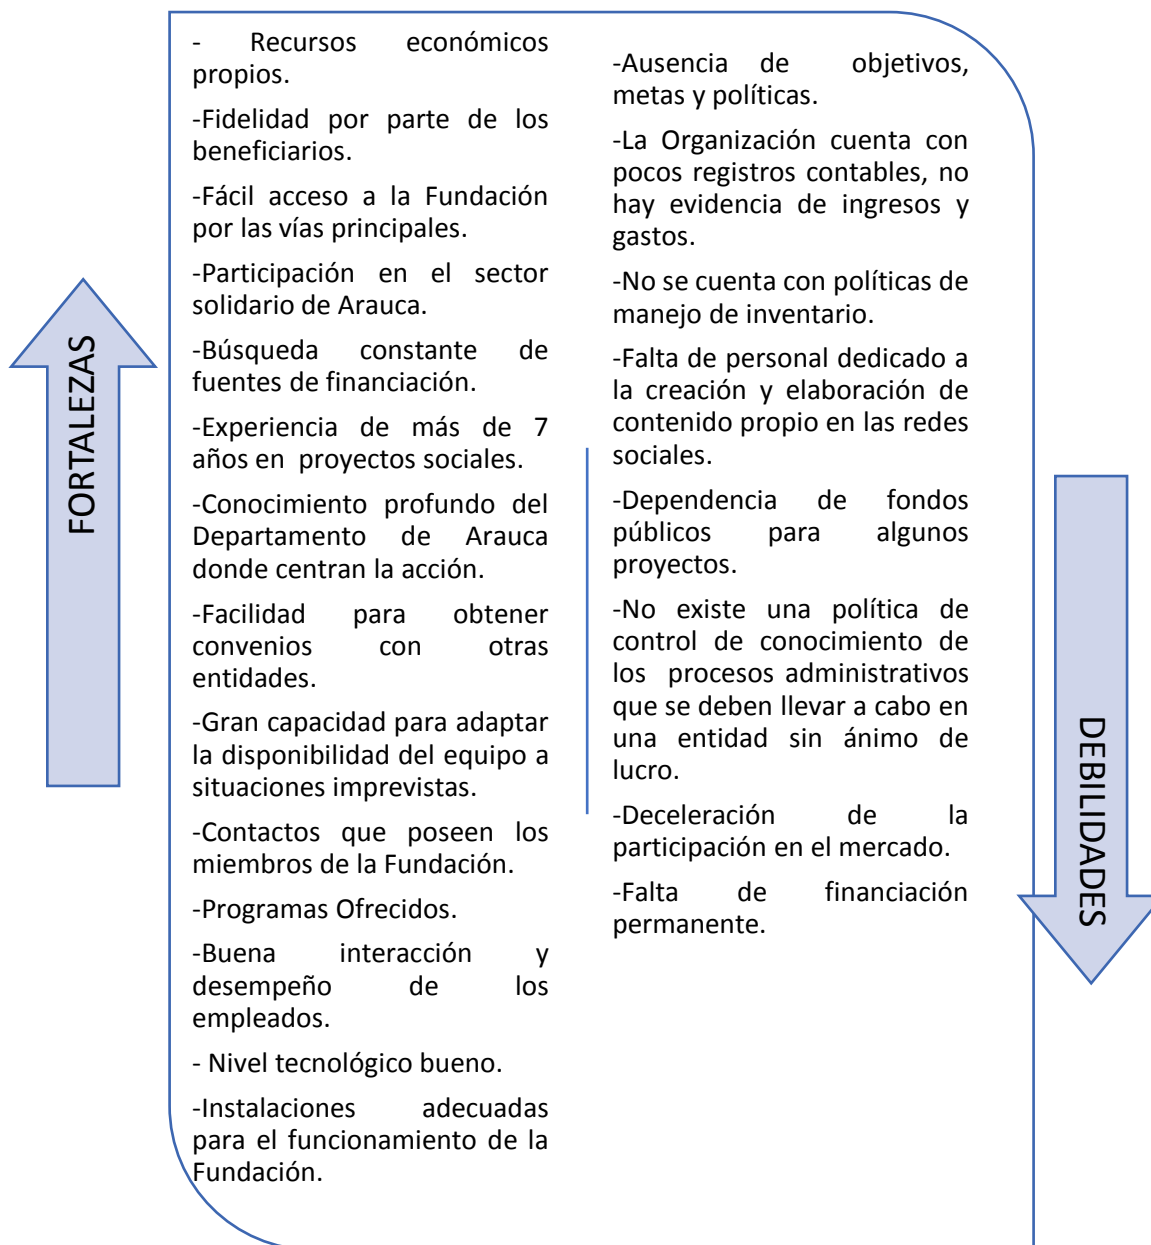 FORTALEZAS
- Recursos económicos
propios.
-Fidelidad por parte de los
beneficiarios.
-Fácil acceso a la Fundación
por las vías principales.
-Participación en el sector
solidario de Arauca.
-Búsqueda constante de
fuentes de financiación.
-Experiencia de más de 7
años en proyectos sociales.
-Conocimiento profundo del
Departamento de Arauca
donde centran la acción.
-Facilidad para obtener
convenios con otras
entidades.
-Gran capacidad para adaptar
la disponibilidad del equipo a
situaciones imprevistas.
-Contactos que poseen los
miembros de la Fundación.
-Programas Ofrecidos.
-Buena interacción y
desempeño de los
empleados.
- Nivel tecnológico bueno.
-Instalaciones adecuadas
para el funcionamiento de la
Fundación.
-Ausencia de objetivos,
metas y políticas.
-La Organización cuenta con
pocos registros contables, no
hay evidencia de ingresos y
gastos.
-No se cuenta con políticas de
manejo de inventario.
-Falta de personal dedicado a
la creación y elaboración de
contenido propio en las redes
sociales.
-Dependencia de fondos
públicos para algunos
proyectos.
-No existe una política de
control de conocimiento de
los procesos administrativos
que se deben llevar a cabo en
una entidad sin ánimo de
lucro.
-Deceleración de la
participación en el mercado.
-Falta de financiación
permanente.
DEBILIDADES